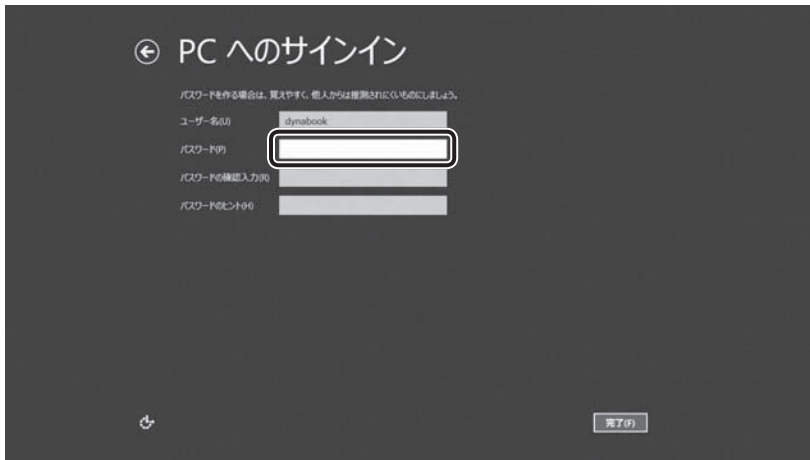 PC へのサインイン
パスワードを作る場合は、覚えやすく、他人からは推測されにくいものにしましょう。
ユーザー名(U)
dynabook
パスワード(P)
パスワードの確認入力(R)
パスワードのヒント(H)
完了(F)